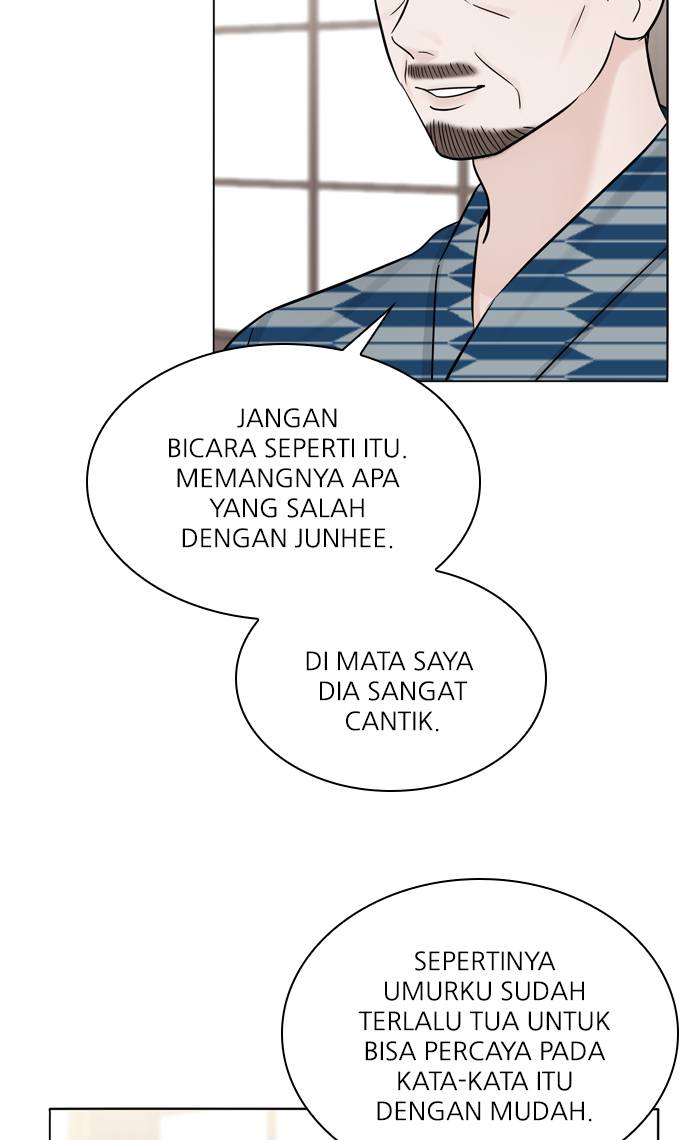 JANGAN
BICARA SEPERTI ITU.
MEMANGNYA APA
YANG SALAH
DENGAN JUNHEE.
DI MATA SAYA
DIA SANGAT
CANTIK.
SEPERTINYA
UMURKU SUDAH
TERLALU TUA UNTUK
BISA PERCAYA PADA
KATA-KATA ITU
DENGAN MUDAH.